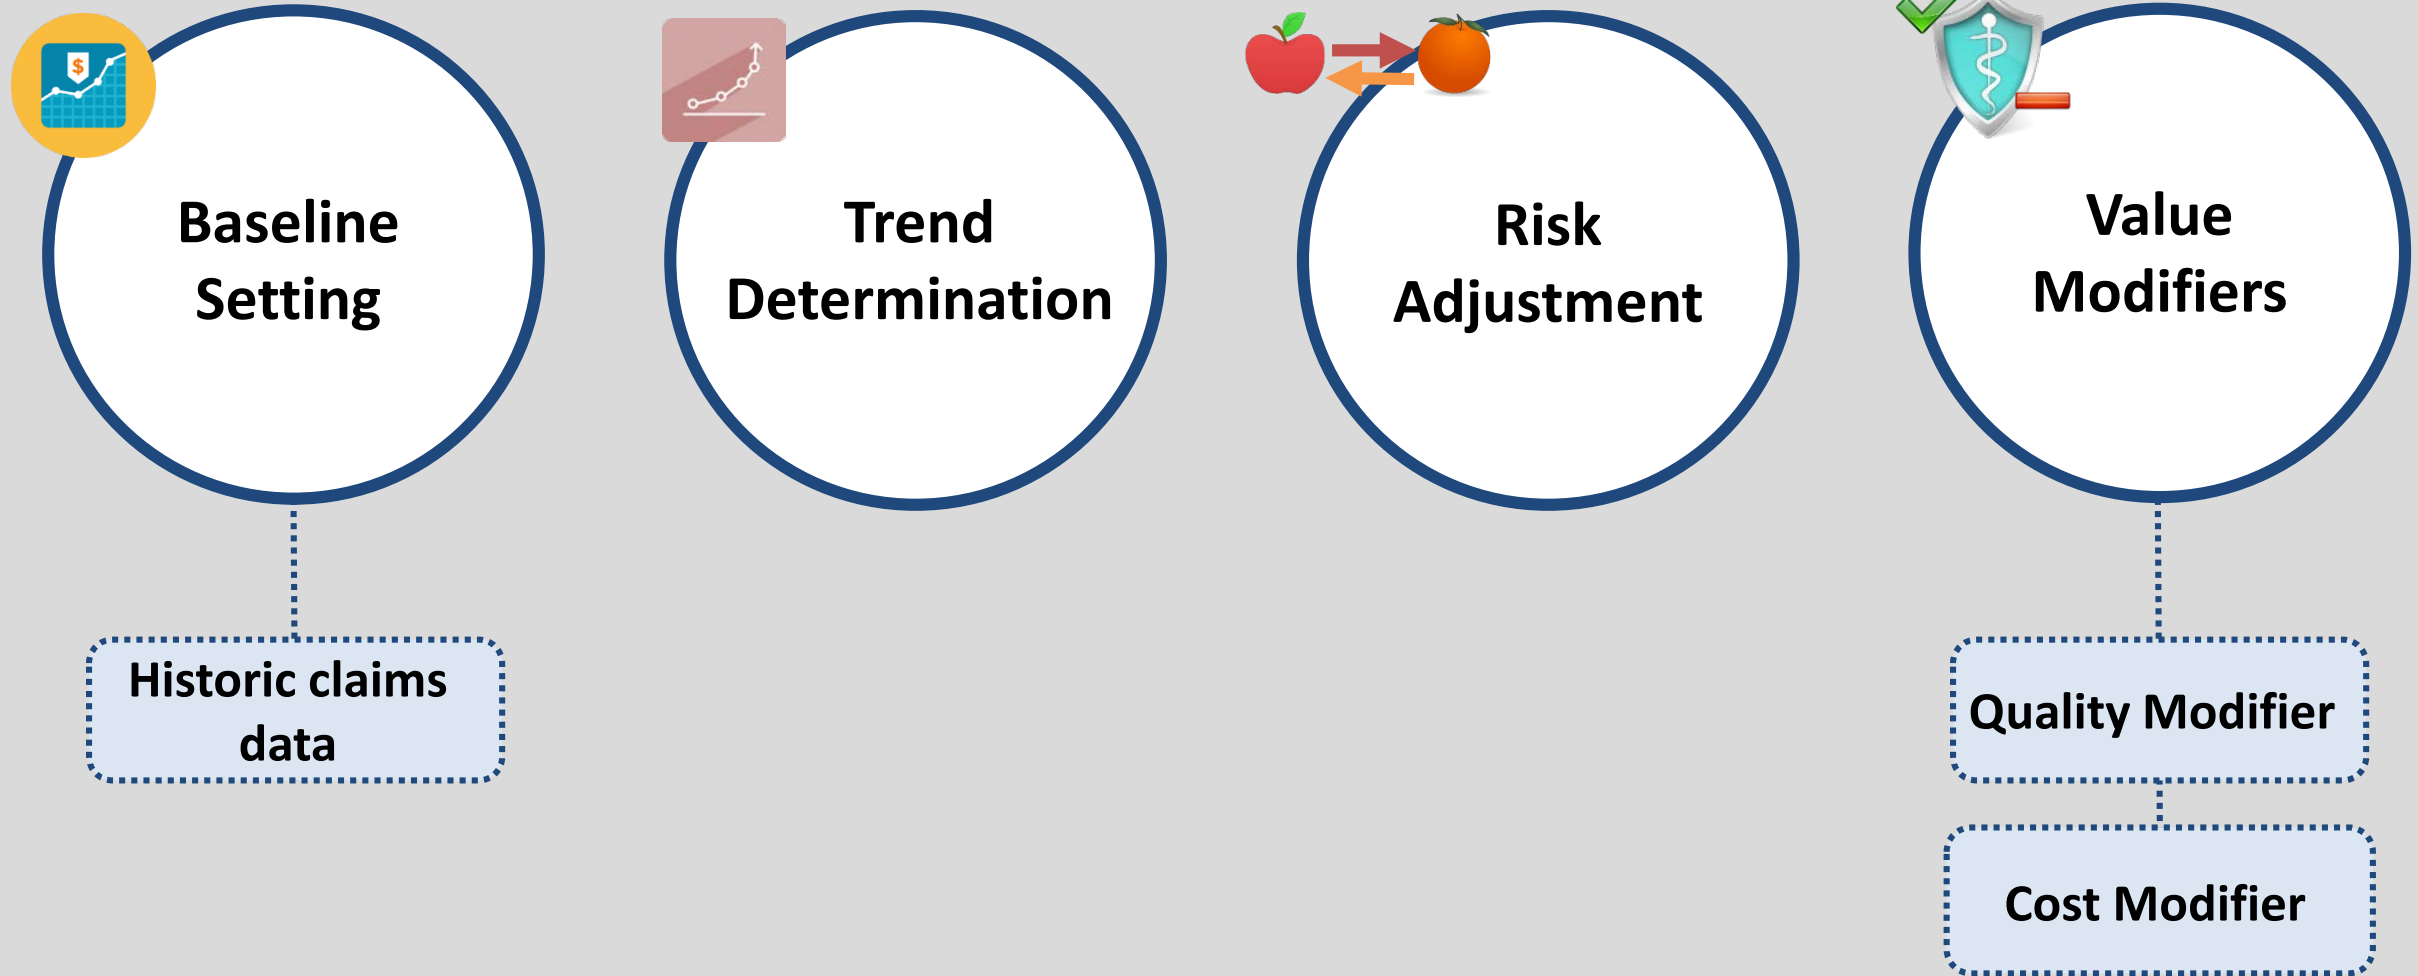 $
Baseline
Setting
Trend
Determination
Risk
Adjustment
Value
Modifiers
Historic claims
data
Quality Modifier
Cost Modifier